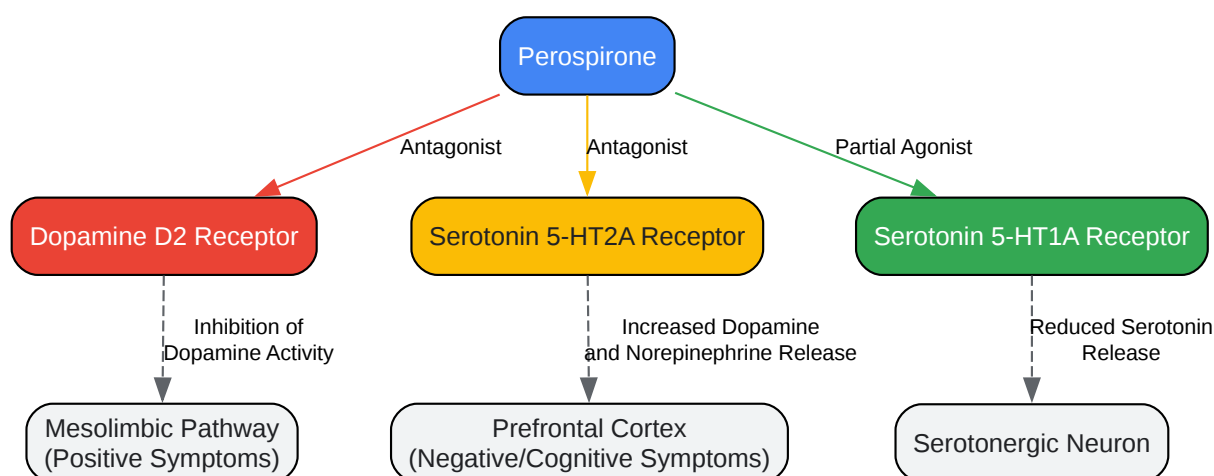 Perospirone
Antagonist
Antagonist
Partial Agonist
Dopamine D2 Receptor
Serotonin 5-HT2A Receptor
Serotonin 5-HT1A Receptor
Inhibition of
Dopamine Activity
Increased Dopamine
and Norepinephrine Release
Reduced Serotonin
Release
Mesolimbic Pathway
(Positive Symptoms)
Prefrontal Cortex
(Negative/Cognitive Symptoms)
Serotonergic Neuron